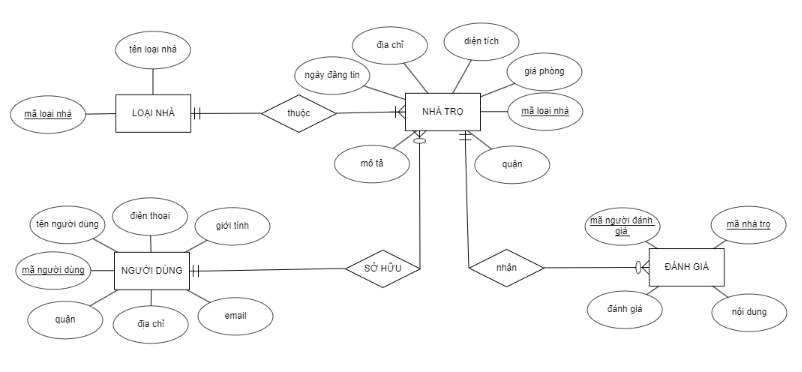 tên loại nhà
địa chỉ
diện tích
ngày đăng tin
giá phòng
mã loại nhà
LOẠI NHÀ
thuộc
NHÀ TRỌ
mã loại nhà
mô tả
quận
tên người dùng
điện thoại
giới tính
mã người đánh
giá
mã nhà trọ
mã người dùng
NGƯỜI DÙNG
SỞ HỮU
nhận
ĐÁNH GIÁ
quận
địa chỉ
email
đánh giá
nội dung